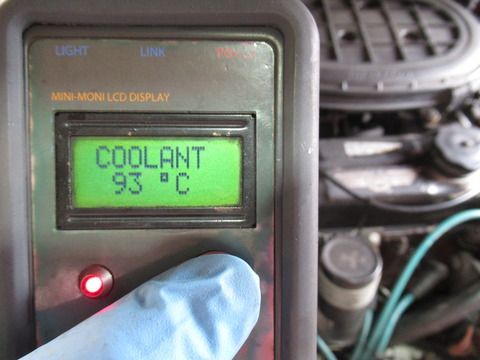 LIGHT LINK
MINI-MONI LCD DISPLAY
COOLANT
93 °C